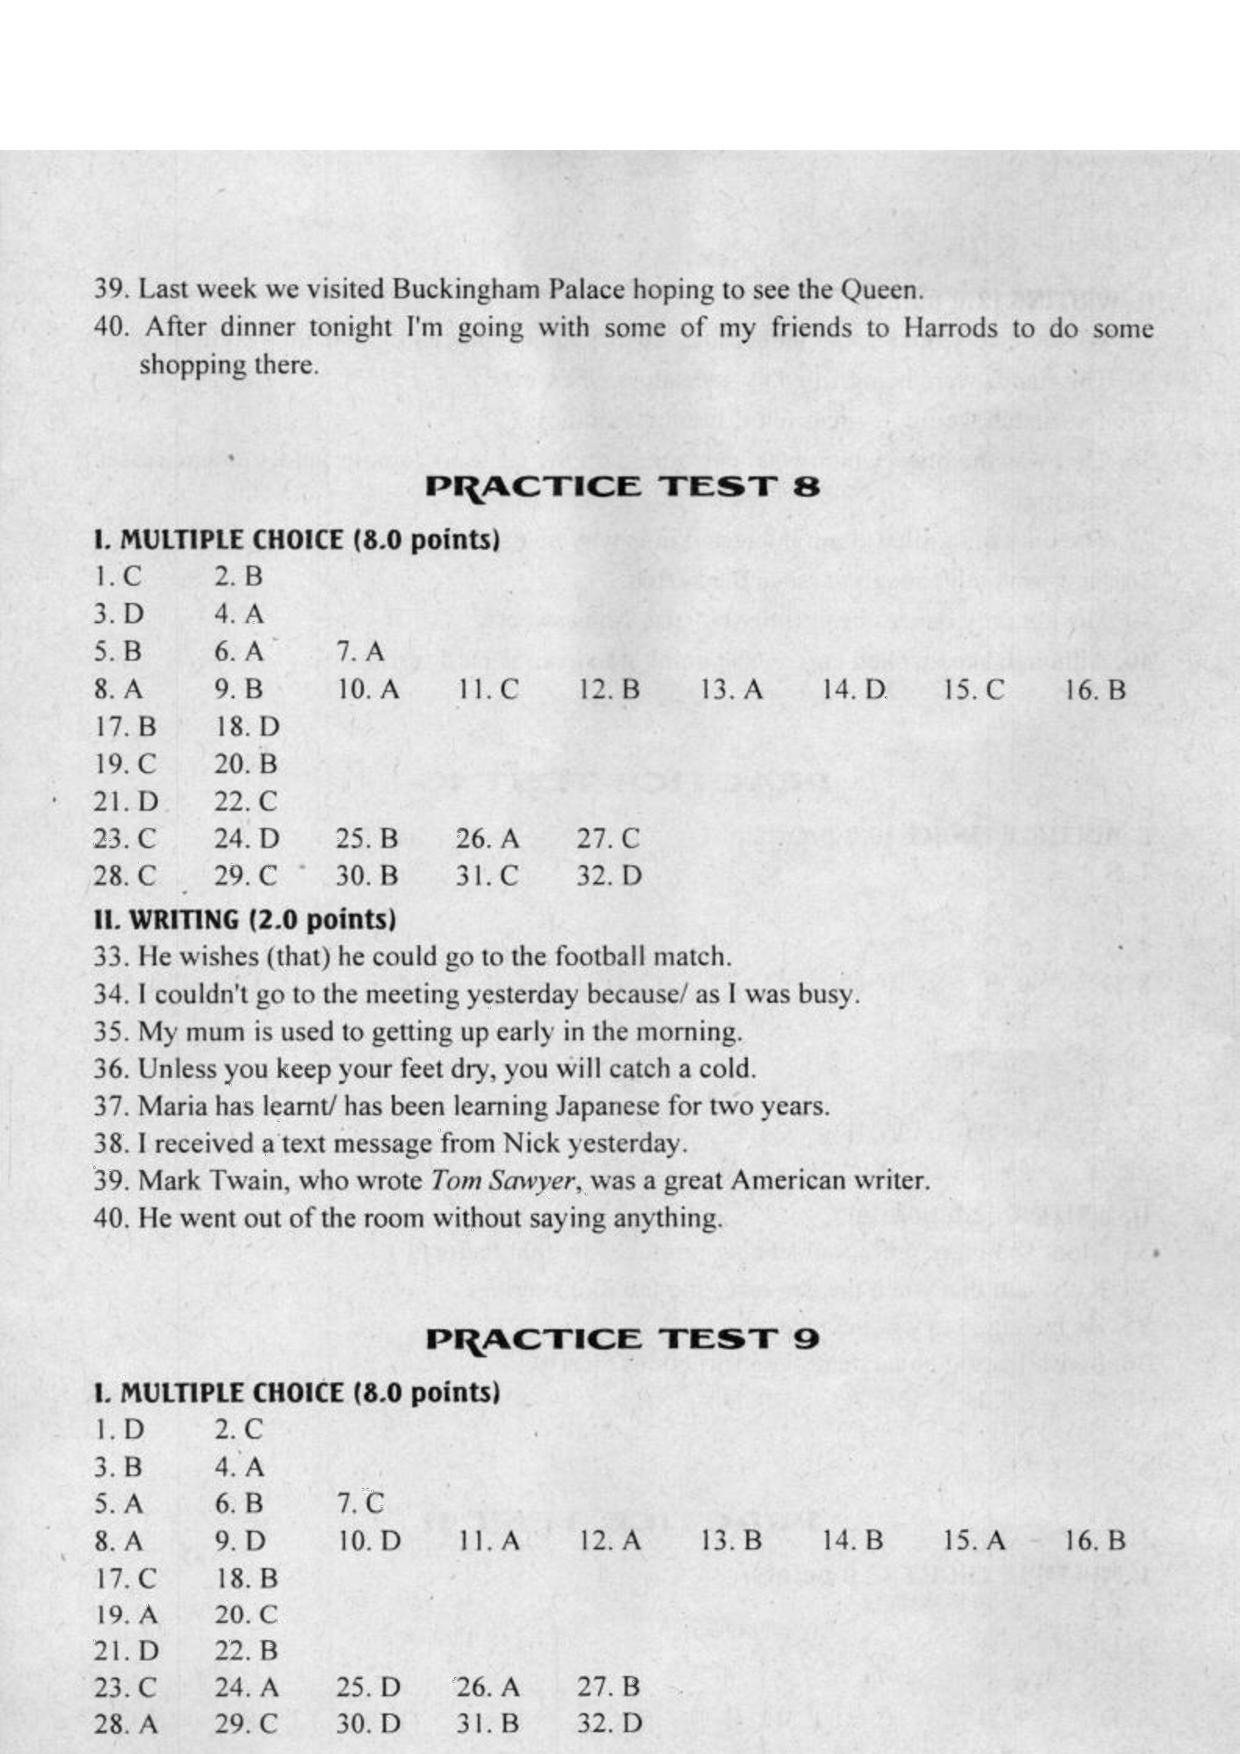 39. Last week we visited Buckingham Palace hoping to see the Queen.
40. After dinner tonight I'm going with some of my friends to Harrods to do some
shopping there.
PRACTICE TEST 8
I. MULTIPLE CHOICE (8.0 points)
1. C 2. B
3. D 4. A
5. B 6. A 7. A
8. A 9. B 10. A 11. C 12. B 13. A 14. D 15. C 16. B
17. B 18. D
19. C 20. B
21. D 22. C
23. C 24. D 25. B 26. A 27. C
28. C 29. C 30. B 31. C 32. D
II. WRITING (2.0 points)
33. He wishes (that) he could go to the football match.
34. I couldn't go to the meeting yesterday because/ as I was busy.
35. My mum is used to getting up early in the morning.
36. Unless you keep your feet dry, you will catch a cold.
37. Maria has learnt/ has been learning Japanese for two years.
38. I received a text message from Nick yesterday.
39. Mark Twain, who wrote Tom Sawyer, was a great American writer.
40. He went out of the room without saying anything.
PRACTICE TEST 9
I. MULTIPLE CHOICE (8.0 points)
1. D 2. C
3. B 4. A
5. A 6. B 7. C
8. A 9. D 10. D 11. A 12. A 13. B 14. B 15. A 16. B
17. C 18. B
19. A 20. C
21. D 22. B
23. C 24. A 25. D 26. A 27. B
28. A 29. C 30. D 31. B 32. D